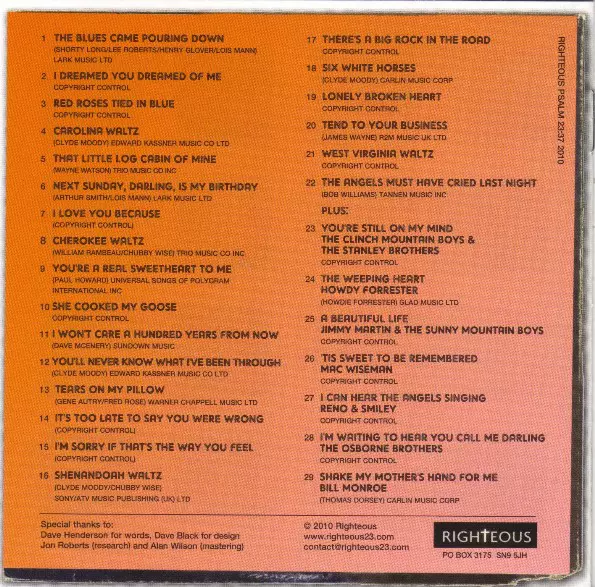 1 THE BLUES CAME POURING DOWN
(SHORTY LONG/LEE ROBERTS/HENRY GLOVER/LOIS MANN)
LARK MUSIC LTD
2 I DREAMED YOU DREAMED OF ME
COPYRIGHT CONTROL
3 RED ROSES TIED IN BLUE
COPYRIGHT CONTROL
4 CAROLINA WALTZ
(CLYDE MOODY) EDWARD KASSNER MUSIC CO LTD
5 THAT LITTLE LOG CABIN OF MINE
(WAYNE WATSON) TRIO MUSIC CO INC
6 NEXT SUNDAY, DARLING, IS MY BIRTHDAY
(ARTHUR SMITH/LOIS MANN) LARK MUSIC LTD
7 I LOVE YOU BECAUSE
(COPYRIGHT CONTROL)
8 CHEROKEE WALTZ
(WILLIAM RAMBEAU/CHUBBY WISE) TRIO MUSIC CO INC
9 YOU'RE A REAL SWEETHEART TO ME
(PAUL HOWARD) UNIVERSAL SONGS OF POLYGRAM
INTERNATIONAL INC
10 SHE COOKED MY GOOSE
COPYRIGHT CONTROL
11 I WON'T CARE A HUNDRED YEARS FROM NOW
(DAVE MCENERY) SUNDOWN MUSIC
12 YOU'LL NEVER KNOW WHAT I'VE BEEN THROUGH
(CLYDE MOODY) EDWARD KASSNER MUSIC CO LTD
13 TEARS ON MY PILLOW
(GENE AUTRY/FRED ROSE) WARNER CHAPPELL MUSIC LTD
14 IT'S TOO LATE TO SAY YOU WERE WRONG
(COPYRIGHT CONTROL)
15 I'M SORRY IF THAT'S THE WAY YOU FEEL
(COPYRIGHT CONTROL)
16 SHENANDOAH WALTZ
(CLYDE MOODY/CHUBBY WISE)
SONY/ATV MUSIC PUBLISHING (UK) LTD
17 THERE'S A BIG ROCK IN THE ROAD
COPYRIGHT CONTROL
18 SIX WHITE HORSES
(CLYDE MOODY) CARLIN MUSIC CORP
19 LONELY BROKEN HEART
COPYRIGHT CONTROL
20 TEND TO YOUR BUSINESS
(JAMES WAYNE) R2M MUSIC UK LTD
21 WEST VIRGINIA WALTZ
COPYRIGHT CONTROL
22 THE ANGELS MUST HAVE CRIED LAST NIGHT
(BOB WILLIAMS) TANNEN MUSIC INC
PLUS:
23 YOU'RE STILL ON MY MIND
THE CLINCH MOUNTAIN BOYS &
THE STANLEY BROTHERS
COPYRIGHT CONTROL
24 THE WEEPING HEART
HOWDY FORRESTER
(HOWDIE FORRESTER) GLAD MUSIC LTD
25 A BEAUTIFUL LIFE
JIMMY MARTIN & THE SUNNY MOUNTAIN BOYS
COPYRIGHT CONTROL
26 'TIS SWEET TO BE REMEMBERED
MAC WISEMAN
COPYRIGHT CONTROL
27 I CAN HEAR THE ANGELS SINGING
RENO & SMILEY
COPYRIGHT CONTROL
28 I'M WAITING TO HEAR YOU CALL ME DARLING
THE OSBORNE BROTHERS
COPYRIGHT CONTROL
29 SHAKE MY MOTHER'S HAND FOR ME
BILL MONROE
(THOMAS DORSEY) CARLIN MUSIC CORP
RIGHTEOUS PSALM 23:37 2010
Special thanks to:
Dave Henderson for words, Dave Black for design
Jon Roberts (research) and Alan Wilson (mastering)
© 2010 Righteous
www.righteous23.com
contact@righteous23.com
RIGHTEOUS
PO BOX 3175 SN9 5JH